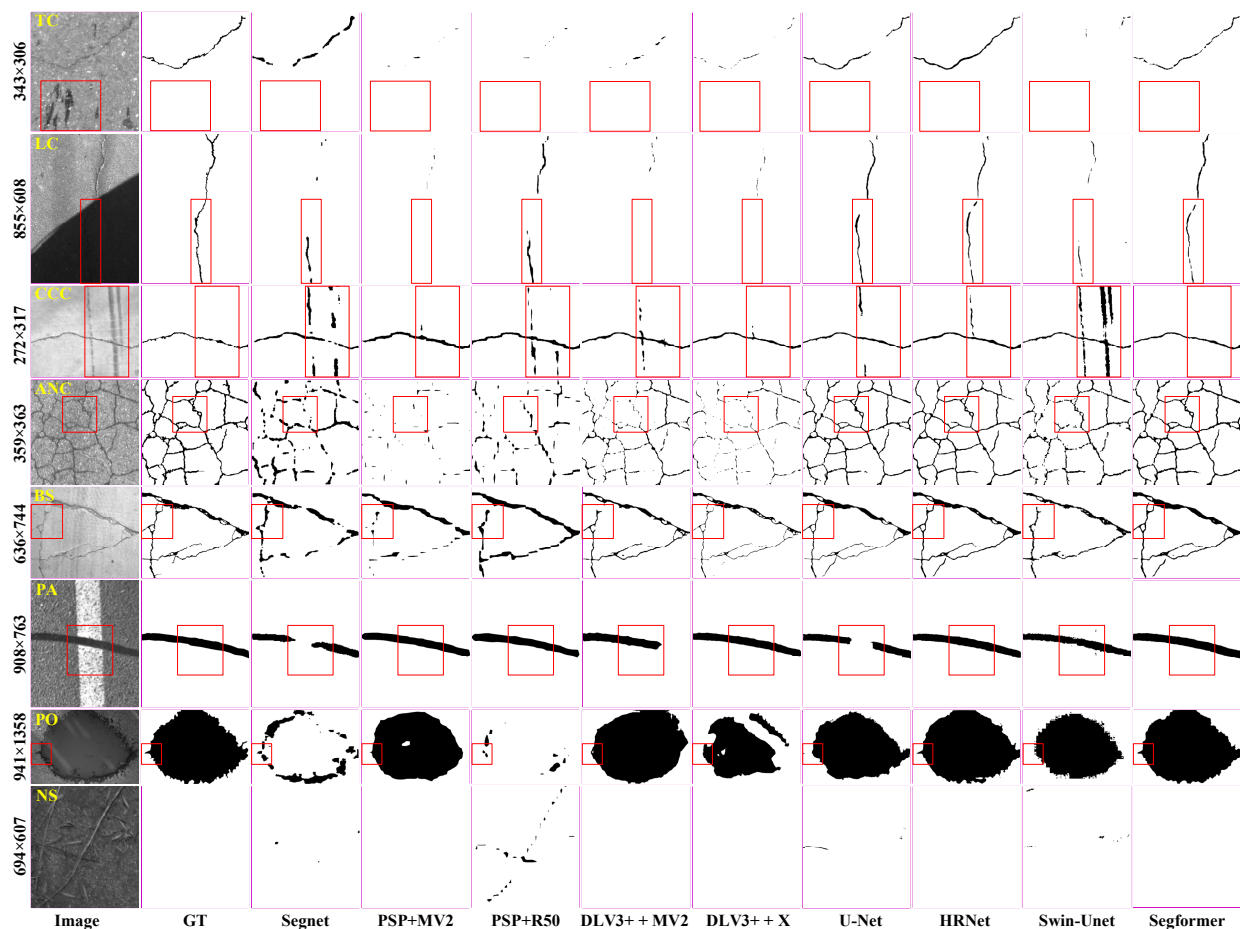 TC
343×306
LC
855×608
CCC
272×317
ANC
359×363
BS
636×744
PA
908×763
PO
941×1358
NS
694×607
Image GT Segnet PSP+MV2 PSP+R50 DLV3++MV2 DLV3++X U-Net HRNet Swin-Unet Segformer